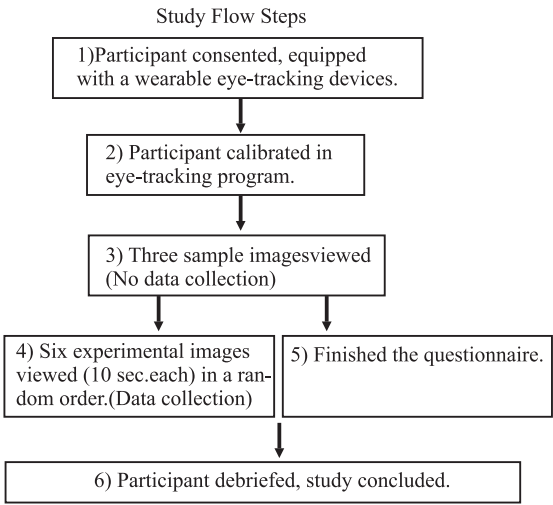 Study Flow Steps
1)Participant consented, equipped
with a wearable eye-tracking devices.
2) Participant calibrated in
eye-tracking program.
3) Three sample imagesviewed
(No data collection)
4) Six experimental images
viewed (10 sec.each) in a ran-
dom order.(Data collection)
5) Finished the questionnaire.
6) Participant debriefed, study concluded.